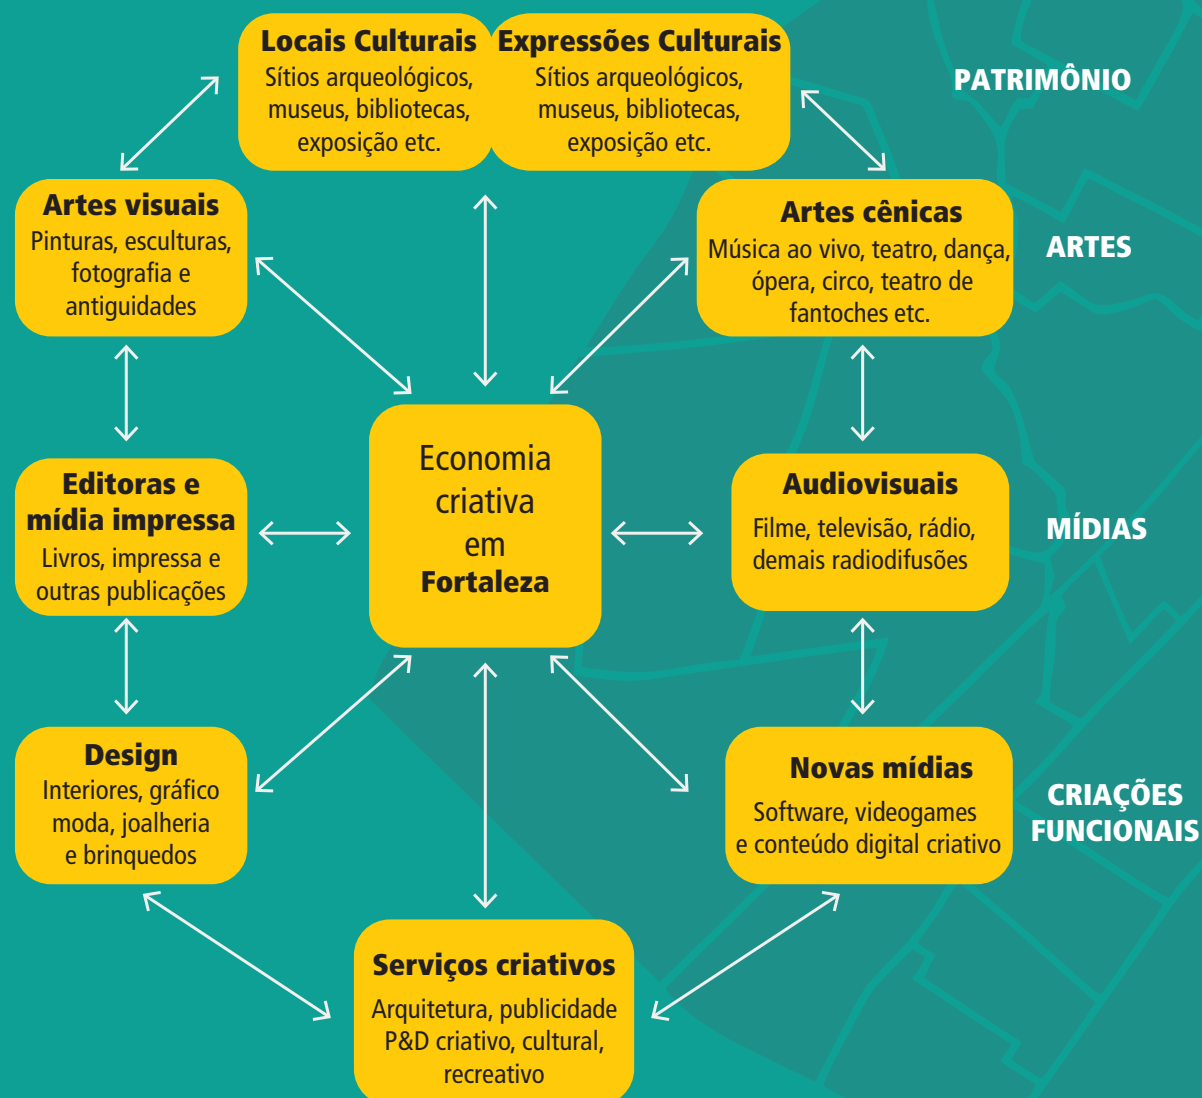 Locais Culturais
Sítios arqueológicos,
museus, bibliotecas,
exposição etc.
Expressões Culturais
Sítios arqueológicos,
museus, bibliotecas,
exposição etc.
PATRIMÔNIO
Artes visuais
Pinturas, esculturas,
fotografia e
antiguidades
Artes cênicas
Música ao vivo, teatro, dança,
ópera, circo, teatro de
fantoches etc.
ARTES
Editoras e
mídia impressa
Livros, impressa e
outras publicações
Economia
criativa
em
Fortaleza
Audiovisuais
Filme, televisão, rádio,
demais radiodifusões
MÍDIAS
Design
Interiores, gráfico
moda, joalheria
e brinquedos
Novas mídias
Software, videogames
e conteúdo digital criativo
CRIAÇÕES
FUNCIONAIS
Serviços criativos
Arquitetura, publicidade
P&D criativo, cultural,
recreativo